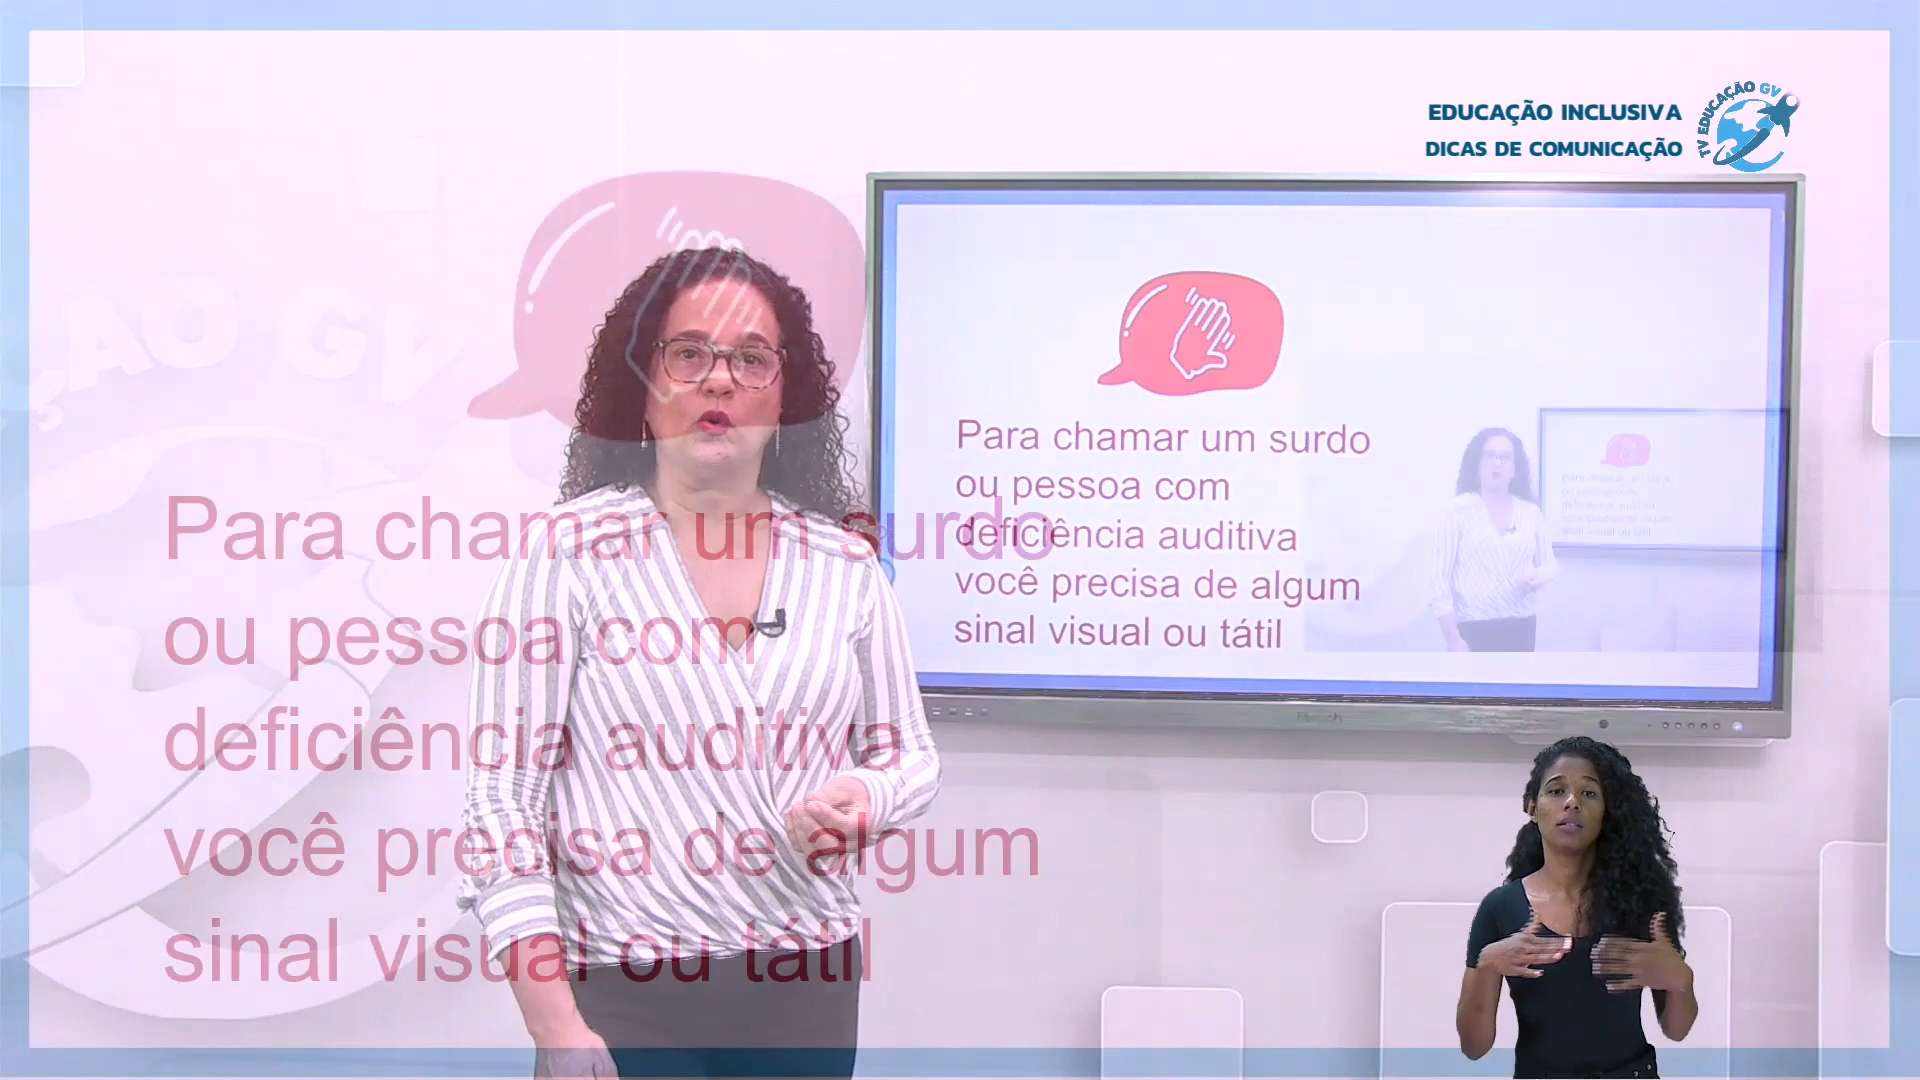 EDUCAÇÃO INCLUSIVA
DICAS DE COMUNICAÇÃO
TV EDUCAÇÃO GV
ÇÃO GV
Para chamar um surdo
ou pessoa com
deficiência auditiva
você precisa de algum
sinal visual ou tátil
Para chamar um surdo
ou pessoa com
deficiência auditiva
você precisa de algum
sinal visual ou tátil